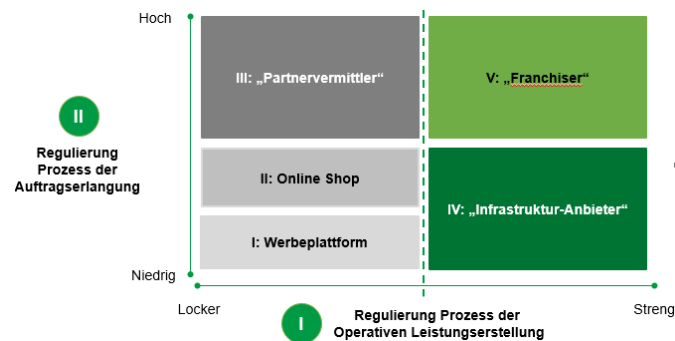 Hoch
III: „Partnervermittler“
V: „Franchiser“
II
Regulierung
Prozess der
Auftragserlangung
II: Online Shop
IV: „Infrastruktur-Anbieter“
I: Werbeplattform
Niedrig
Locker
Streng
I
Regulierung Prozess der
Operativen Leistungserstellung